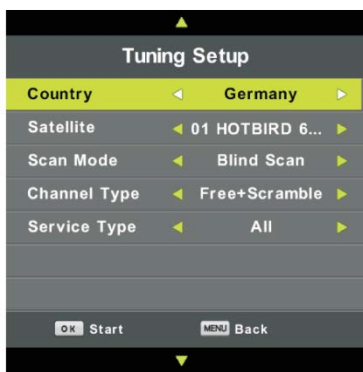 Tuning Setup
Country Germany
Satellite 01 HOTBIRD 6...
Scan Mode Blind Scan
Channel Type Free+Scramble
Service Type All
OK Start MENU Back